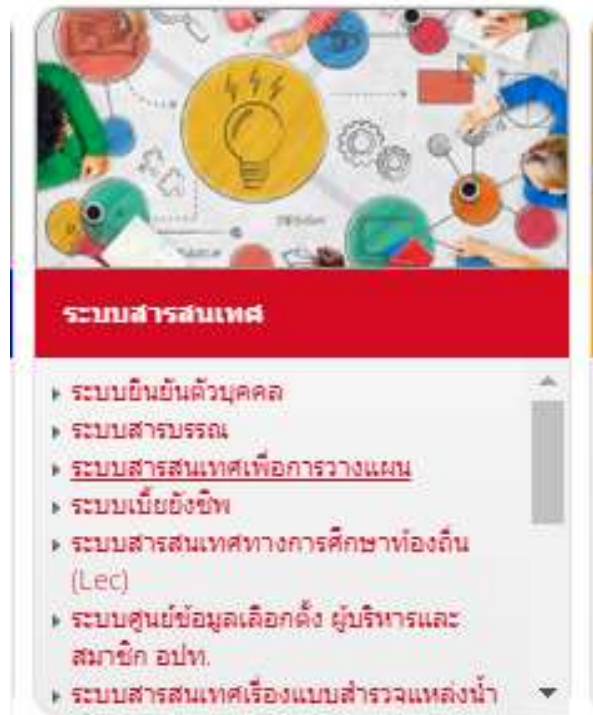 ระบบสารสนเทศ
ระบบยืนยันตัวบุคคล
ระบบสารบรรณ
ระบบสารสนเทศเพื่อการวางแผน
ระบบเบี้ยยังชีพ
ระบบสารสนเทศทางการศึกษาท้องถิ่น
(Lec)
ระบบศูนย์ข้อมูลเลือกตั้ง ผู้บริหารและ
สมาชิก อปท.
ระบบสารสนเทศเรื่องแบบสำรวจแหล่งน้ำ